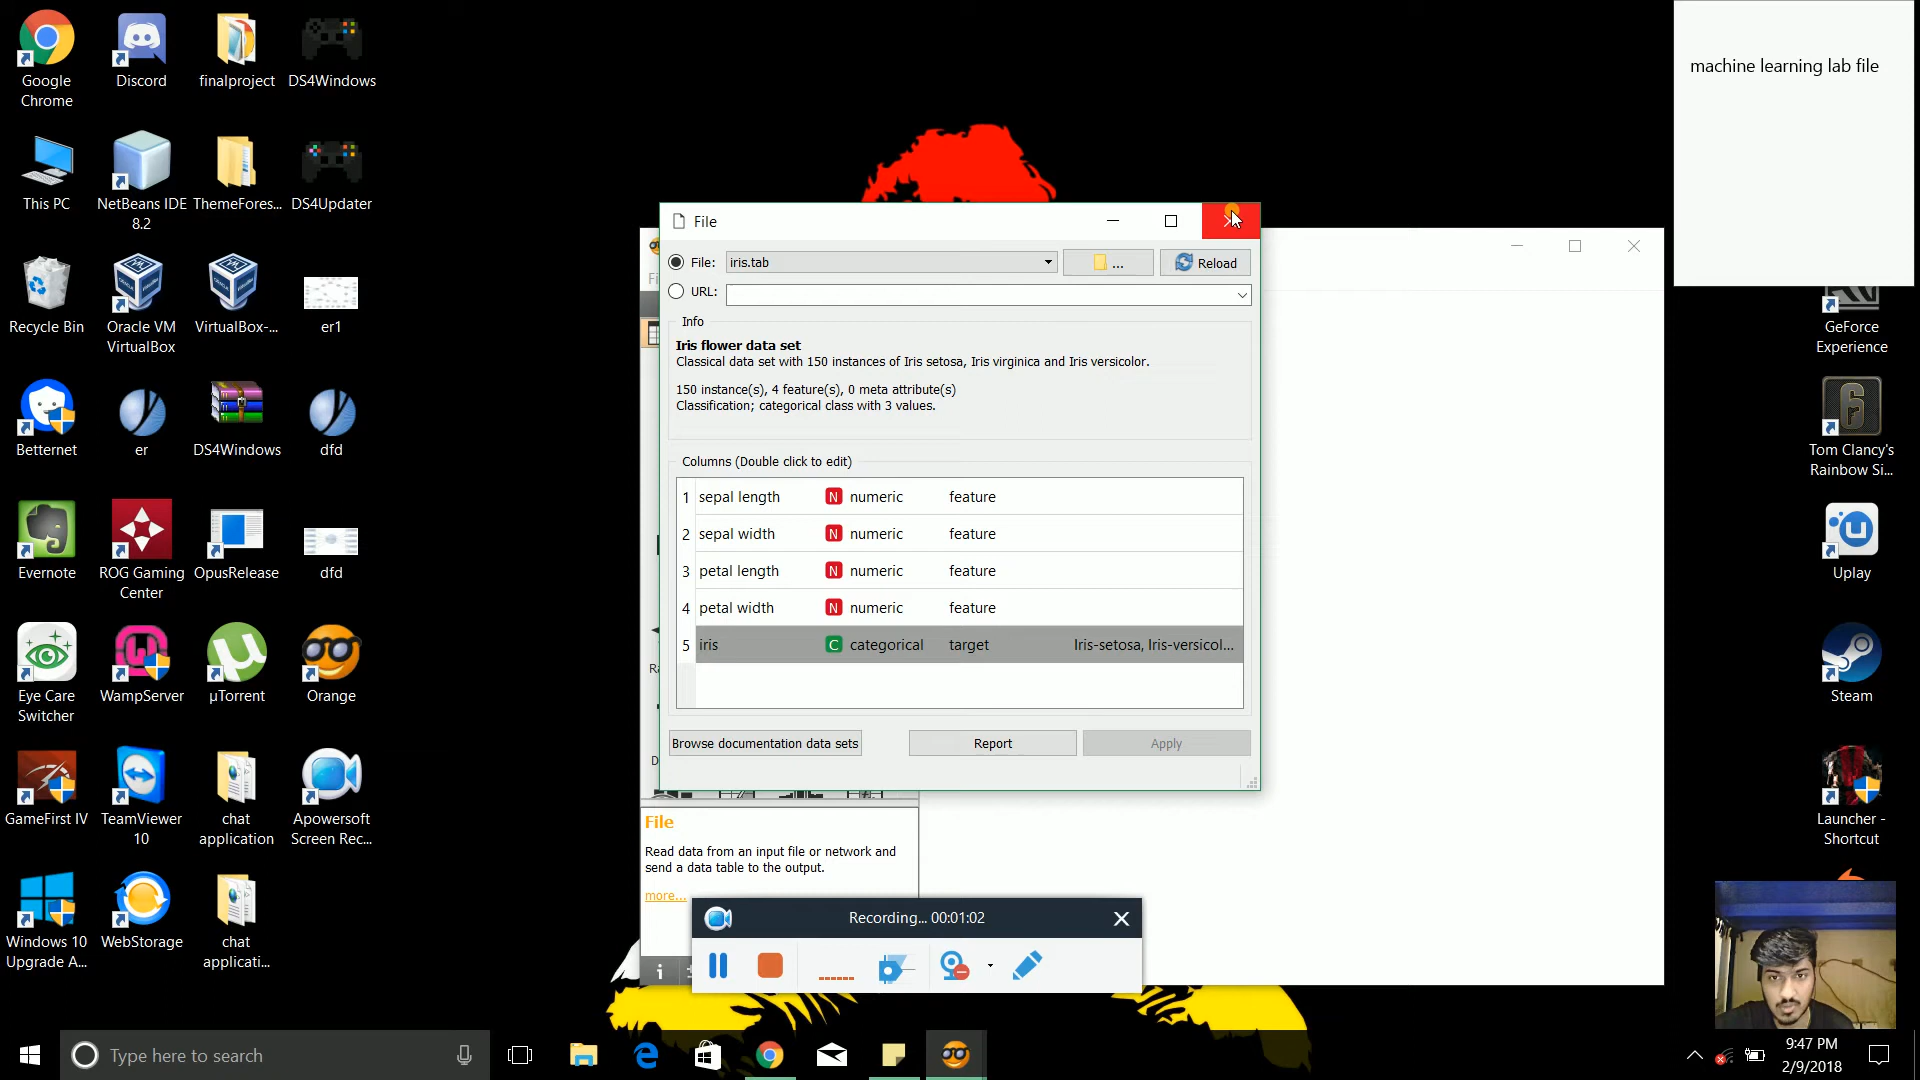 Google
Chrome
Discord
finalproject
DS4Windows
This PC
NetBeans IDE
8.2
ThemeFores...
DS4Updater
Recycle Bin
Oracle VM
VirtualBox
VirtualBox-...
er1
Betternet
er
DS4Windows
dfd
Evernote
ROG Gaming
Center
OpusRelease
dfd
Eye Care
Switcher
WampServer
µTorrent
Orange
GameFirst IV
TeamViewer
10
chat
application
Apowersoft
Screen Rec...
Windows 10
Upgrade A...
WebStorage
chat
applicati...
machine learning lab file
File
File:
iris.tab
...
Reload
URL:
Info
Iris flower data set
Classical data set with 150 instances of Iris setosa, Iris virginica and Iris versicolor.
150 instance(s), 4 feature(s), 0 meta attribute(s)
Classification; categorical class with 3 values.
Columns (Double click to edit)
1 sepal length N numeric feature
2 sepal width N numeric feature
3 petal length N numeric feature
4 petal width N numeric feature
5 iris C categorical target Iris-setosa, Iris-versicol...
Browse documentation data sets
Report
Apply
File
Read data from an input file or network and
send a data table to the output.
more...
Recording... 00:01:02
GeForce
Experience
Tom Clancy's
Rainbow Si...
Uplay
Steam
Launcher -
Shortcut
Type here to search
9:47 PM
2/9/2018